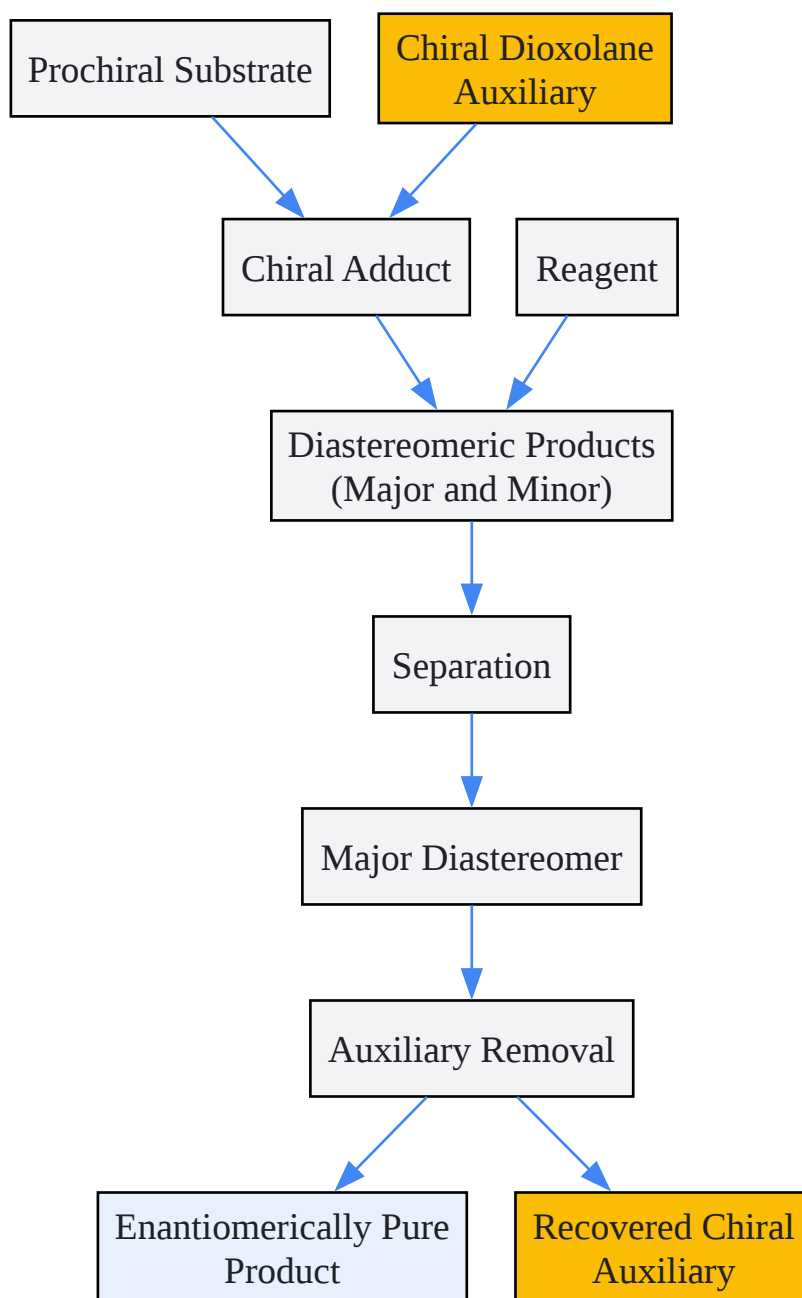 Prochiral Substrate
Chiral Dioxolane
Auxiliary
Chiral Adduct
Reagent
Diastereomeric Products
(Major and Minor)
Separation
Major Diastereomer
Auxiliary Removal
Enantiomerically Pure
Product
Recovered Chiral
Auxiliary